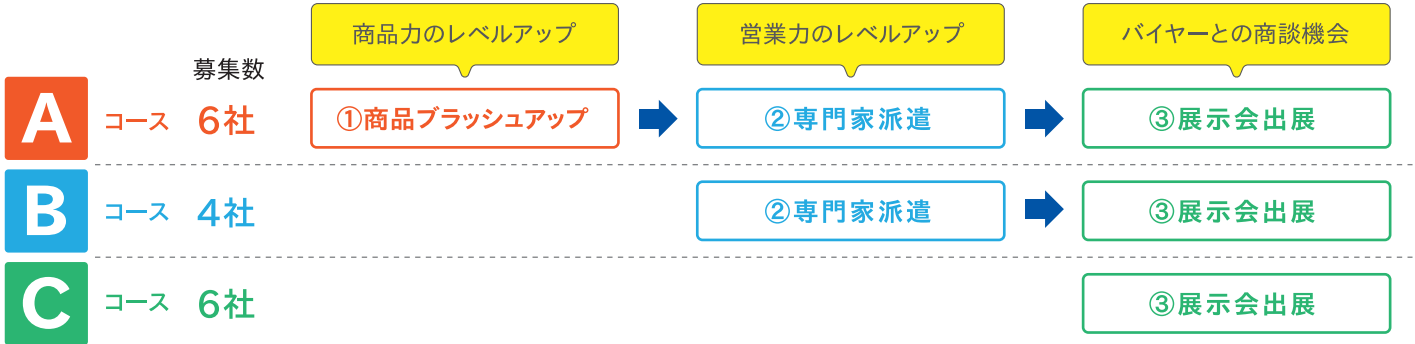 商品力のレベルアップ 営業力のレベルアップ バイヤーとの商談機会
募集数
A コース 6社 ①商品ブラッシュアップ ②専門家派遣 ③展示会出展
B コース 4社 ②専門家派遣 ③展示会出展
C コース 6社 ③展示会出展